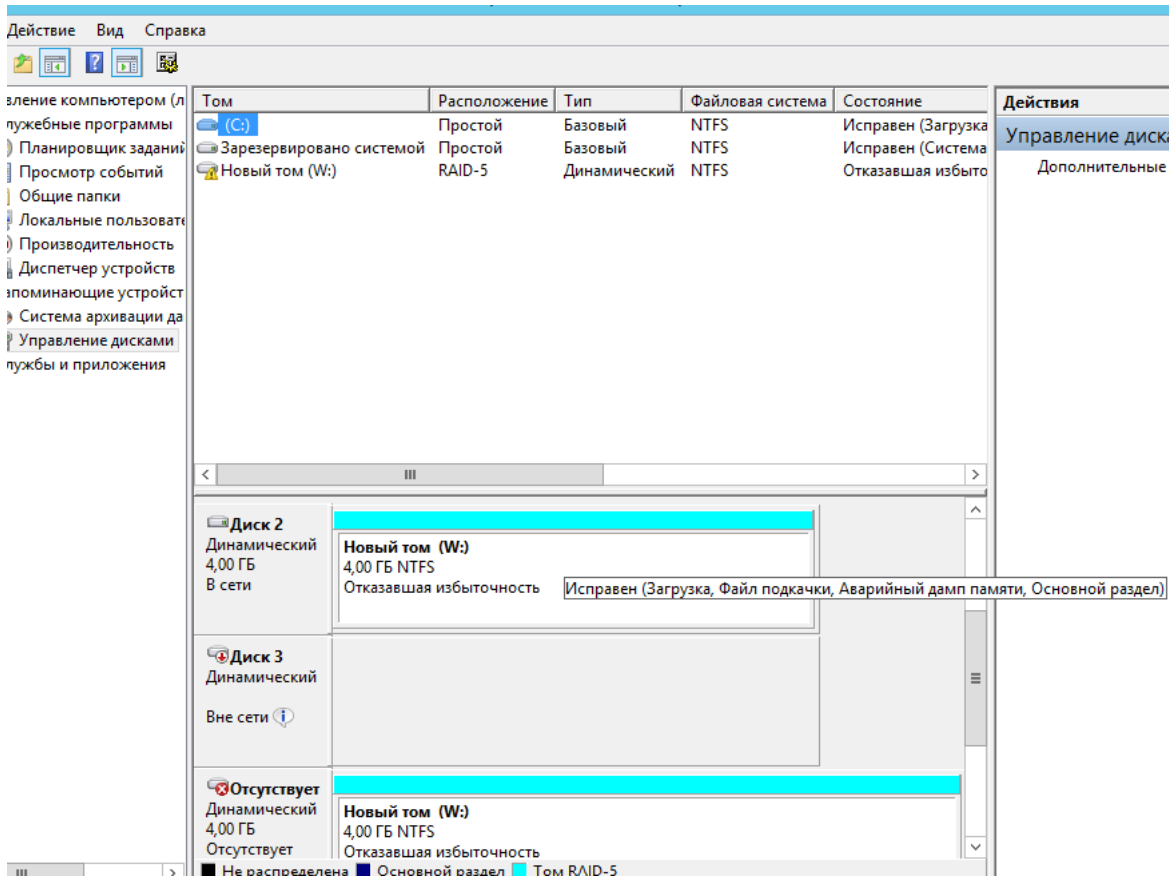 Действие Вид Справка
вление компьютером (л
лужебные программы
Планировщик заданий
Просмотр событий
Общие папки
Локальные пользовате
Производительность
Диспетчер устройств
апоминающие устройст
Система архивации да
Управление дисками
лужбы и приложения
Том Расположение Тип Файловая система Состояние
(C:) Простой Базовый NTFS Исправен (Загрузка
Зарезервировано системой Простой Базовый NTFS Исправен (Система
Новый том (W:) RAID-5 Динамический NTFS Отказавшая избыто
Действия
Управление диска
Дополнительные
Диск 2
Динамический
4,00 ГБ
В сети
Новый том (W:)
4,00 ГБ NTFS
Отказавшая избыточность
Исправен (Загрузка, Файл подкачки, Аварийный дамп памяти, Основной раздел)
Диск 3
Динамический
Вне сети
Отсутствует
Динамический
4,00 ГБ
Отсутствует
Новый том (W:)
4,00 ГБ NTFS
Отказавшая избыточность
Не распределена Основной раздел Том RAID-5